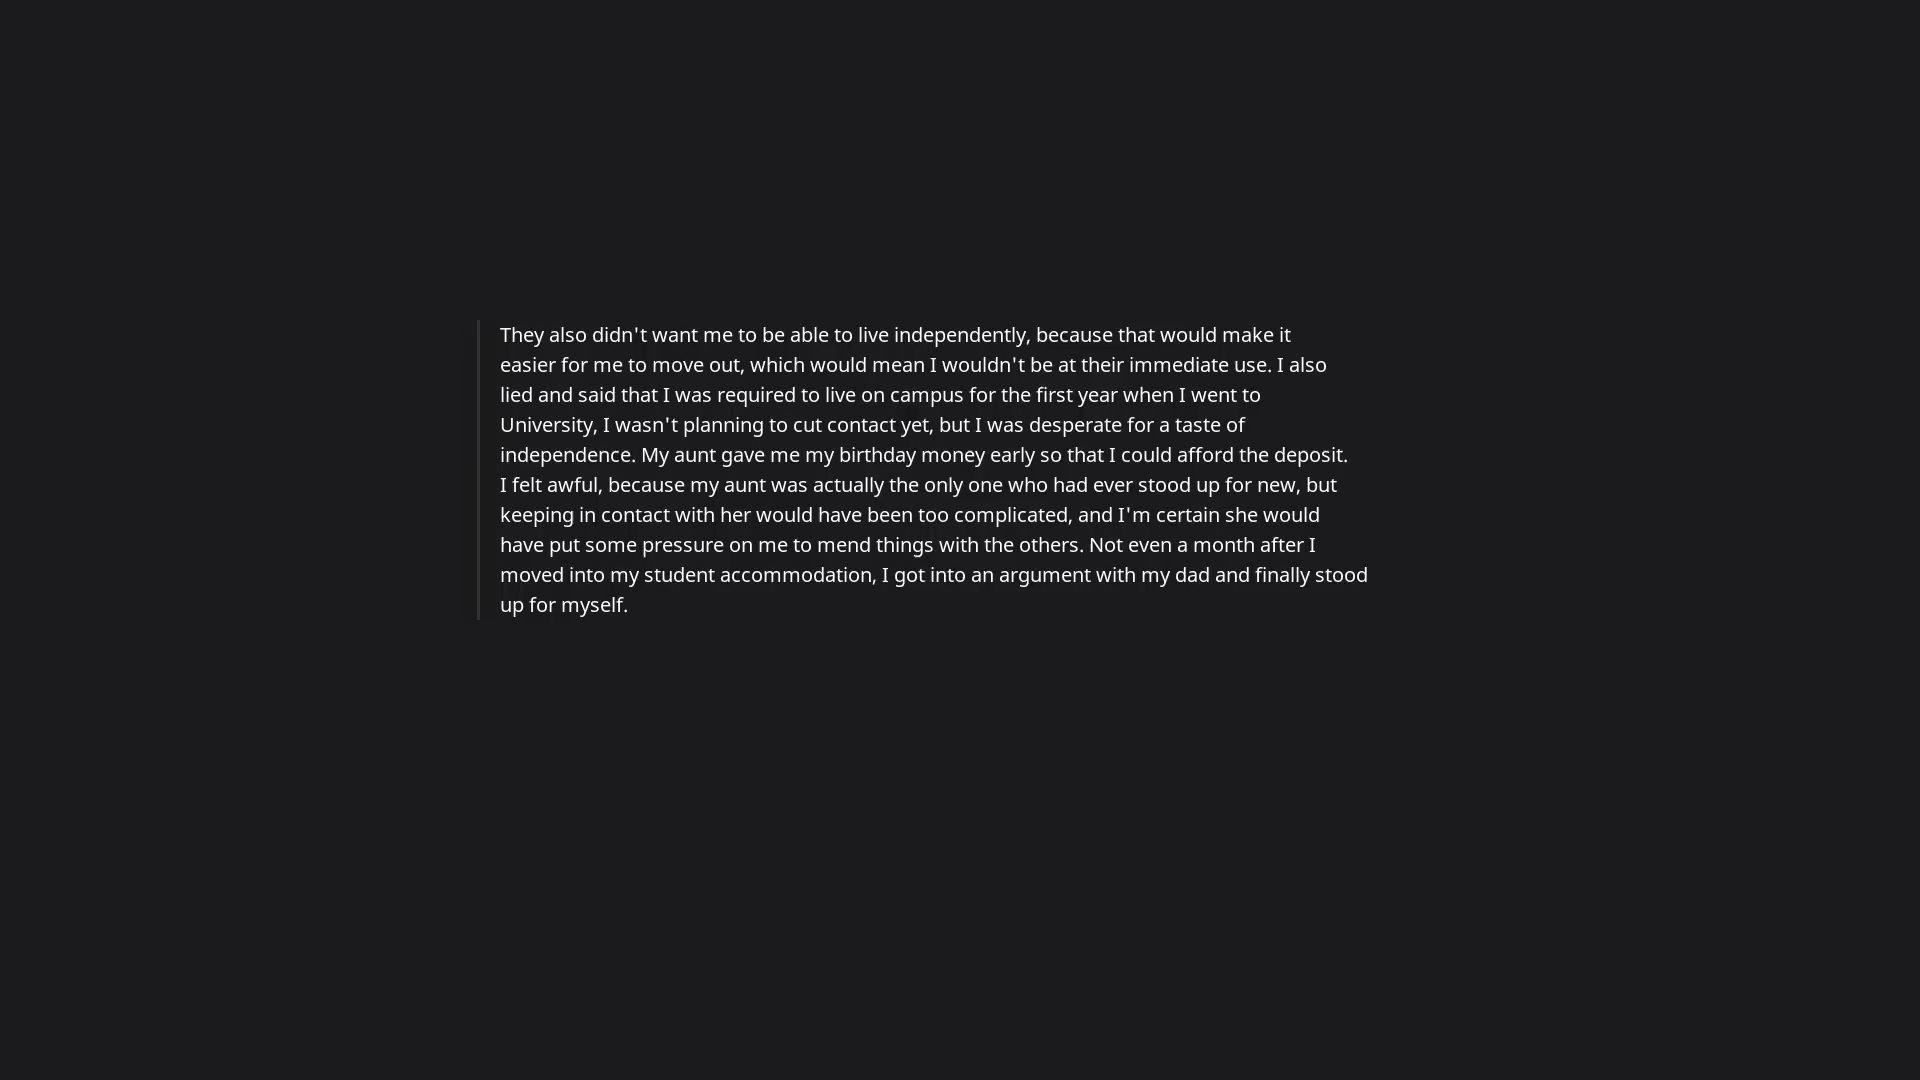 They also didn't want me to be able to live independently, because that would make it
easier for me to move out, which would mean I wouldn't be at their immediate use. I also
lied and said that I was required to live on campus for the first year when I went to
University, I wasn't planning to cut contact yet, but I was desperate for a taste of
independence. My aunt gave me my birthday money early so that I could afford the deposit.
I felt awful, because my aunt was actually the only one who had ever stood up for new, but
keeping in contact with her would have been too complicated, and I'm certain she would
have put some pressure on me to mend things with the others. Not even a month after I
moved into my student accommodation, I got into an argument with my dad and finally stood
up for myself.